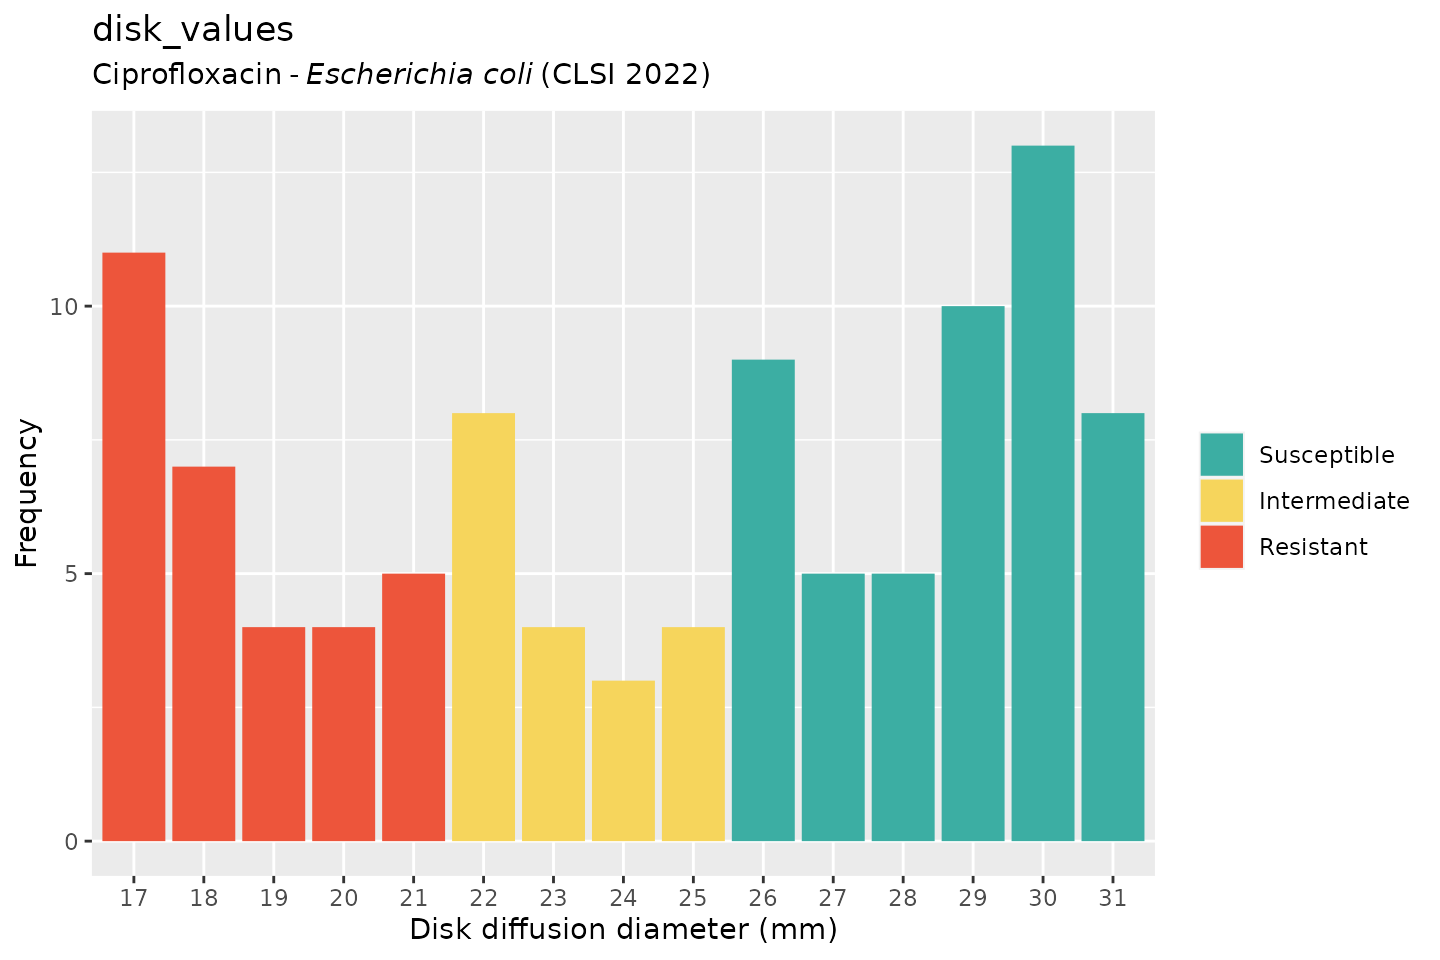 disk_values
Ciprofloxacin - Escherichia coli (CLSI 2022)
Frequency
10
5
0
17 18 19 20 21 22 23 24 25 26 27 28 29 30 31
Disk diffusion diameter (mm)
Susceptible
Intermediate
Resistant